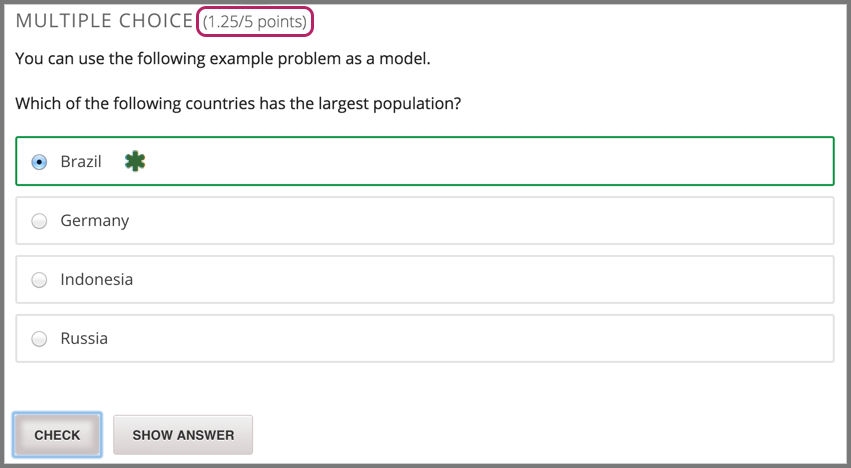 MULTIPLE CHOICE (1.25/5 points)
You can use the following example problem as a model.
Which of the following countries has the largest population?
Brazil
Germany
Indonesia
Russia
CHECK SHOW ANSWER